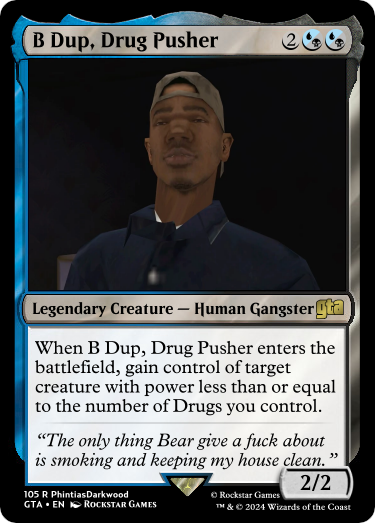 B Dup, Drug Pusher 2
Legendary Creature — Human Gangster gta
When B Dup, Drug Pusher enters the
battlefield, gain control of target
creature with power less than or equal
to the number of Drugs you control.
“The only thing Bear give a fuck about
is smoking and keeping my house clean.”
2/2
105 R PhintiasDarkwood © Rockstar Games
GTA • EN Rockstar Games ™ & © 2024 Wizards of the Coast